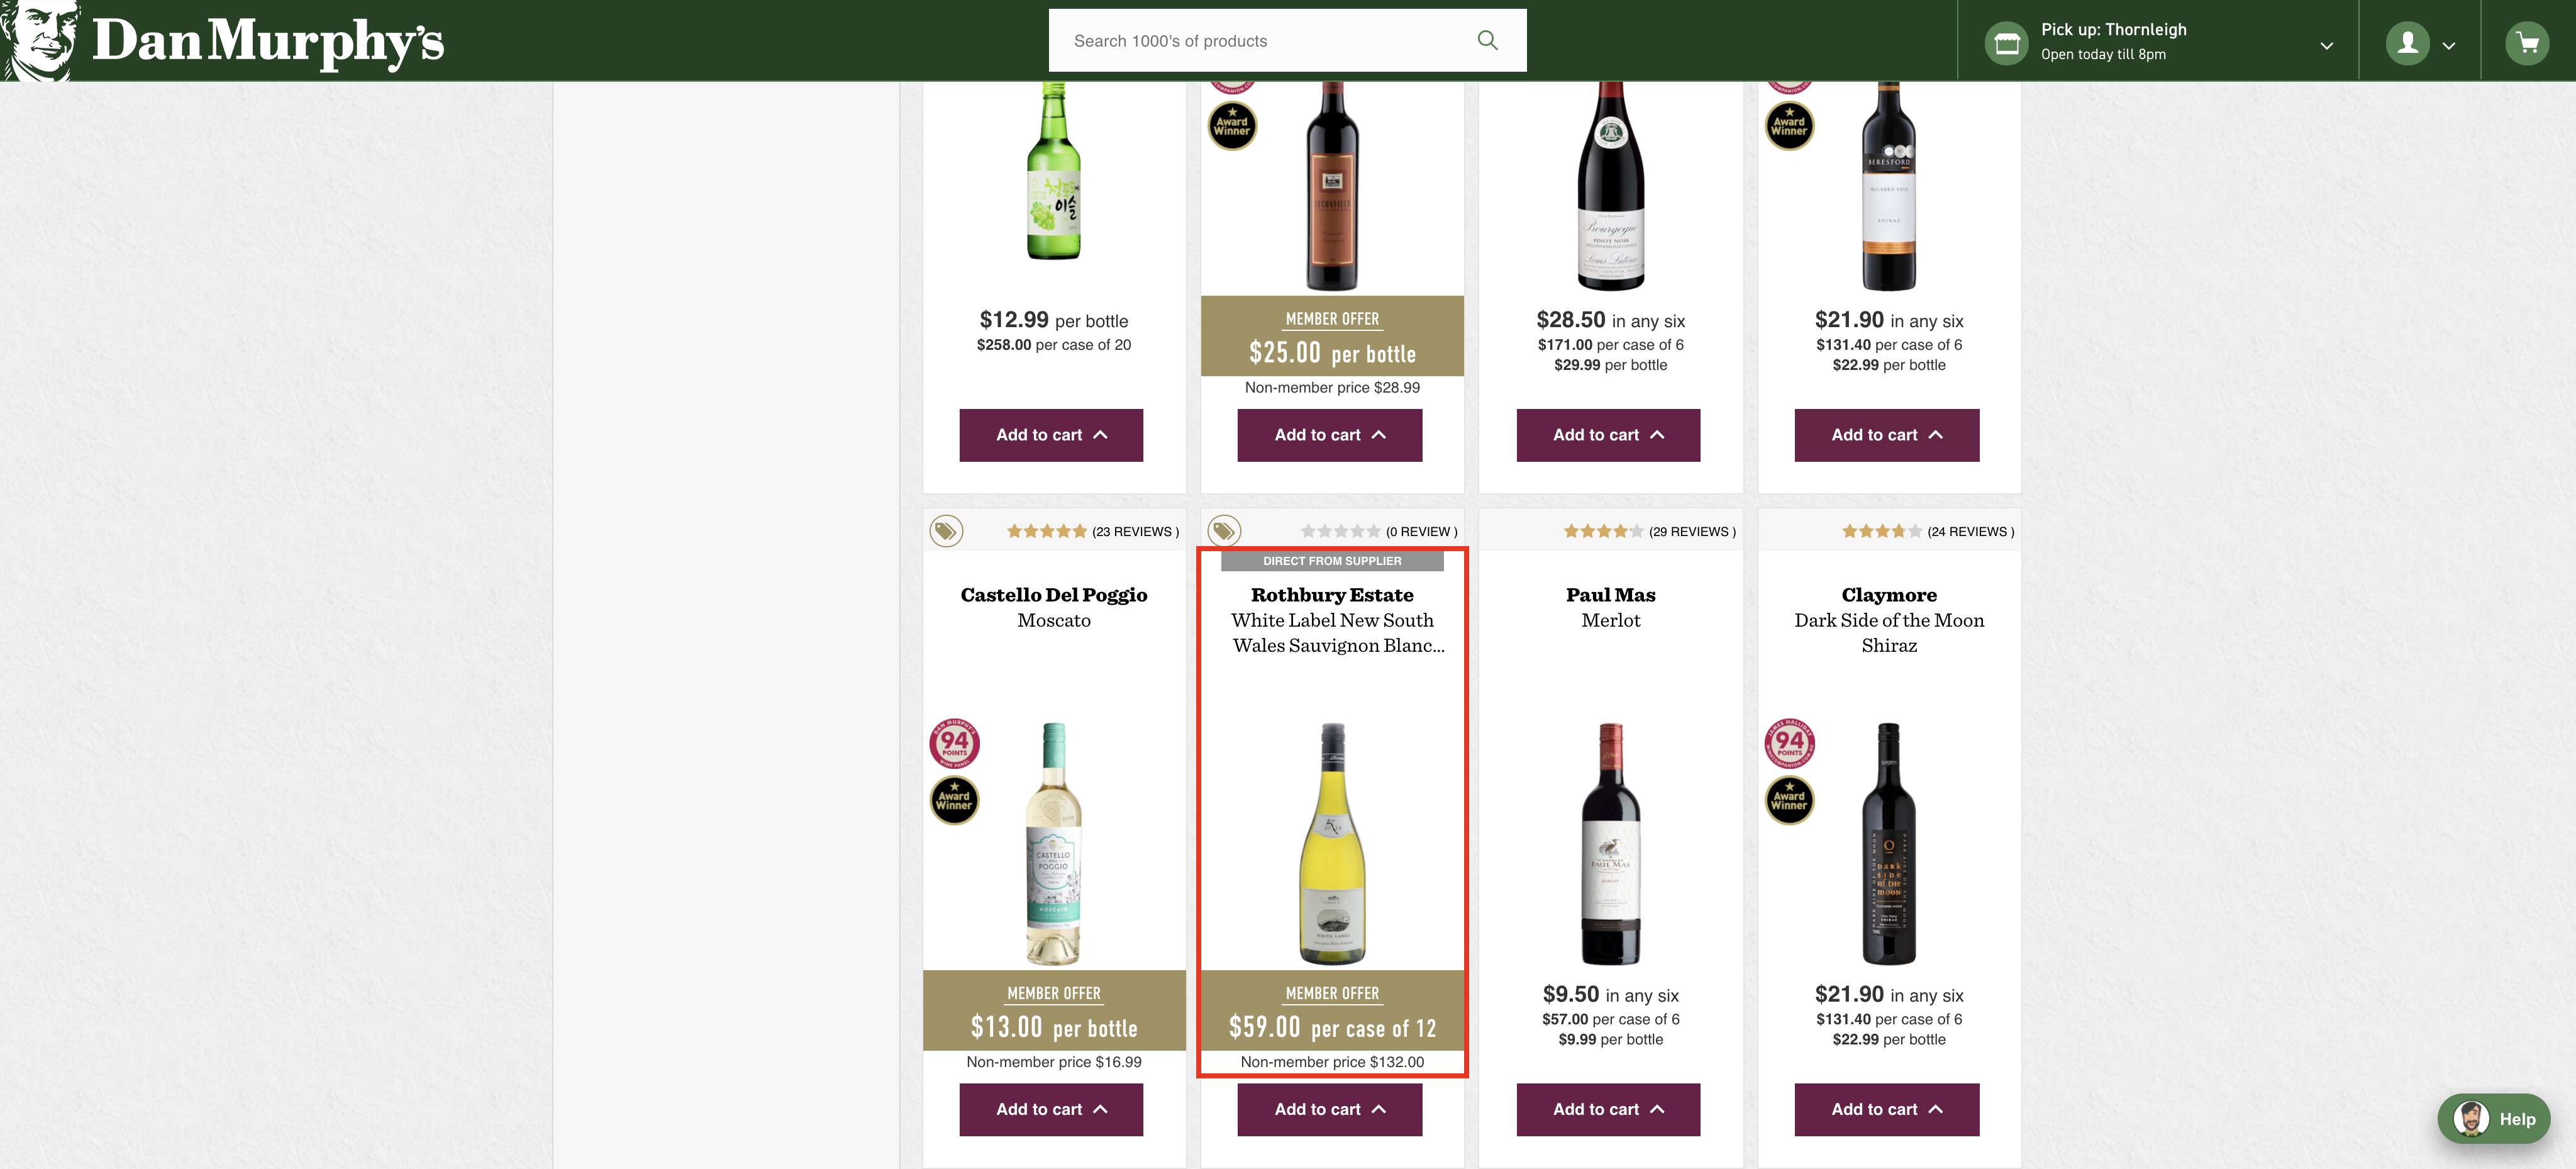 Dan Murphy's
Search 1000's of products
Pick up: Thornleigh
Open today till 8pm
Award
Winner
Award
Winner
청포도에
이슬
BERESFORD
McLAREN VALE
SHIRAZ
Bourgogne
PINOT NOIR
Louis Latour
$12.99 per bottle
$258.00 per case of 20
MEMBER OFFER
$25.00 per bottle
Non-member price $28.99
$28.50 in any six
$171.00 per case of 6
$29.99 per bottle
$21.90 in any six
$131.40 per case of 6
$22.99 per bottle
Add to cart
Add to cart
Add to cart
Add to cart
(23 REVIEWS )
(0 REVIEW )
(29 REVIEWS )
(24 REVIEWS )
DIRECT FROM SUPPLIER
Castello Del Poggio
Moscato
Rothbury Estate
White Label New South
Wales Sauvignon Blanc...
Paul Mas
Merlot
Claymore
Dark Side of the Moon
Shiraz
94
POINTS
Award
Winner
CASTELLO
DEL
POGGIO
MOSCATO
WHITE LABEL
PAUL MAS
MERLOT
94
POINTS
Award
Winner
DARK
SIDE
OF THE
MOON
MEMBER OFFER
$13.00 per bottle
Non-member price $16.99
MEMBER OFFER
$59.00 per case of 12
Non-member price $132.00
$9.50 in any six
$57.00 per case of 6
$9.99 per bottle
$21.90 in any six
$131.40 per case of 6
$22.99 per bottle
Add to cart
Add to cart
Add to cart
Add to cart
Help